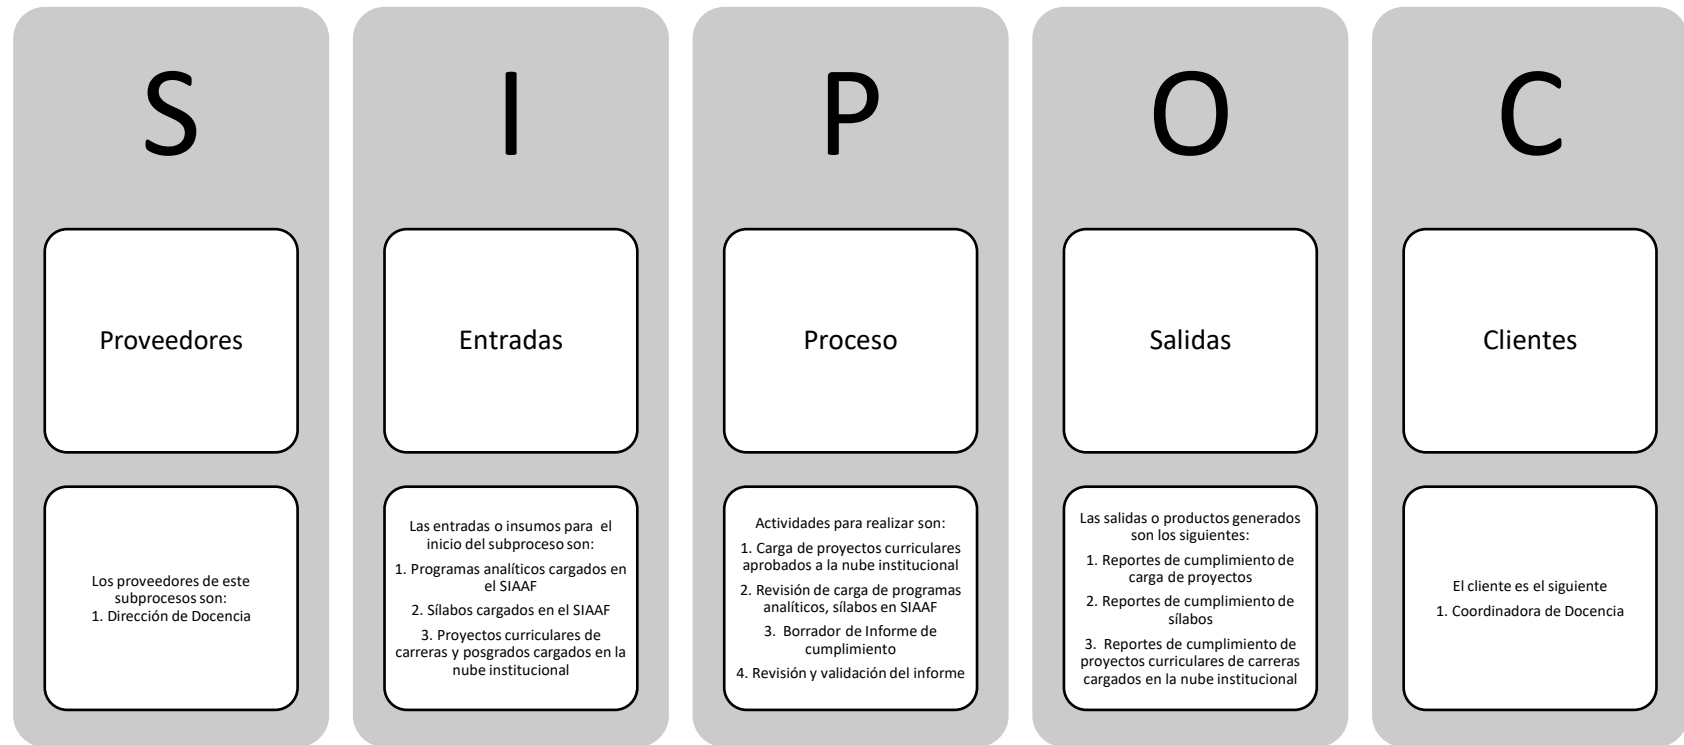 S
Proveedores
Los proveedores de este
subprocesos son:
1. Dirección de Docencia
I
Entradas
Las entradas o insumos para el
inicio del subproceso son:
1. Programas analíticos cargados en
el SIAAF
2. Sílabos cargados en el SIAAF
3. Proyectos curriculares de
carreras y posgrados cargados en la
nube institucional
P
Proceso
Actividades para realizar son:
1. Carga de proyectos curriculares
aprobados a la nube institucional
2. Revisión de carga de programas
analíticos, sílabos en SIAAF
3. Borrador de Informe de
cumplimiento
4. Revisión y validación del informe
O
Salidas
Las salidas o productos generados
son los siguientes:
1. Reportes de cumplimiento de
carga de proyectos
2. Reportes de cumplimiento de
sílabos
3. Reportes de cumplimiento de
proyectos curriculares de carreras
cargados en la nube institucional
C
Clientes
El cliente es el siguiente
1. Coordinadora de Docencia